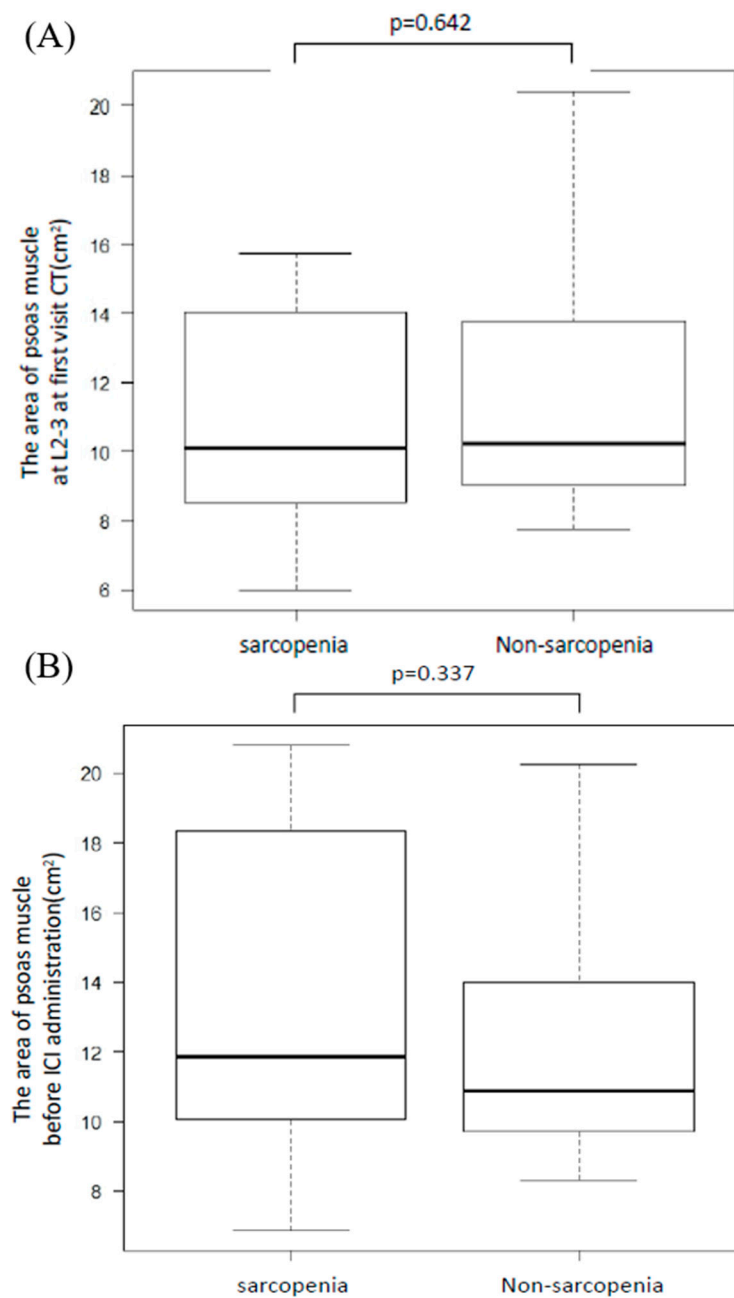 (A)
p=0.642
The area of psoas muscle
at L2-3 at first visit CT(cm²)
20
18
16
14
12
10
8
6
sarcopenia
Non-sarcopenia
(B)
p=0.337
The area of psoas muscle
before ICI administration(cm²)
20
18
16
14
12
10
8
sarcopenia
Non-sarcopenia